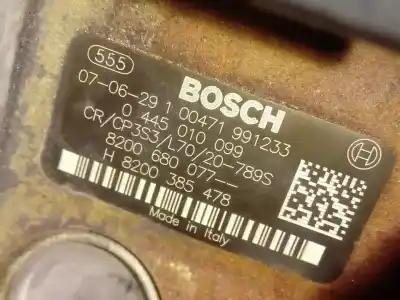 555
BOSCH
07-06-29 1 00471 991233
0 445 010 099
CR/CP3S3/L70/20-789S
8200 680 077--
H 8200 385 478
Made in Italy